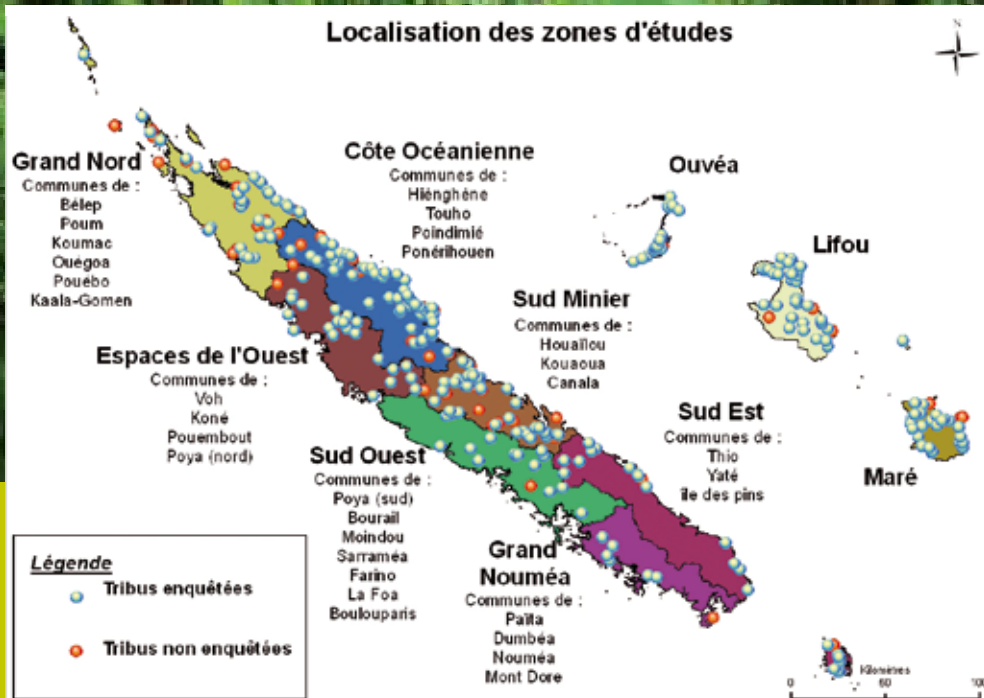 Localisation des zones d'études
N
Grand Nord
Communes de :
Bélep
Poum
Koumac
Ouégoa
Pouébo
Kaala-Gomen
Côte Océanienne
Communes de :
Hiénghène
Touho
Poindimié
Ponérihouen
Ouvéa
Lifou
Sud Minier
Communes de :
Houaïlou
Kouaoua
Canala
Espaces de l'Ouest
Communes de :
Voh
Koné
Pouembout
Poya (nord)
Sud Est
Communes de :
Thio
Yaté
île des pins
Maré
Sud Ouest
Communes de :
Poya (sud)
Bourail
Moindou
Sarraméa
Farino
La Foa
Boulouparis
Grand
Nouméa
Communes de :
Païta
Dumbéa
Nouméa
Mont Dore
Légende
Tribus enquêtées
Tribus non enquêtées
Kilomètres
0 50 100